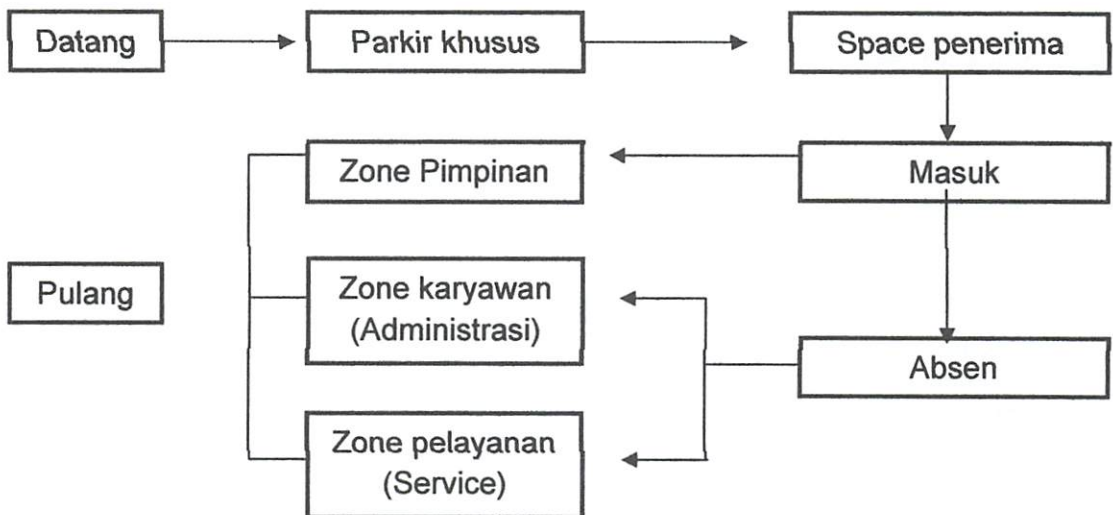 Datang
Parkir khusus
Space penerima
Zone Pimpinan
Masuk
Pulang
Zone karyawan
(Administrasi)
Absen
Zone pelayanan
(Service)